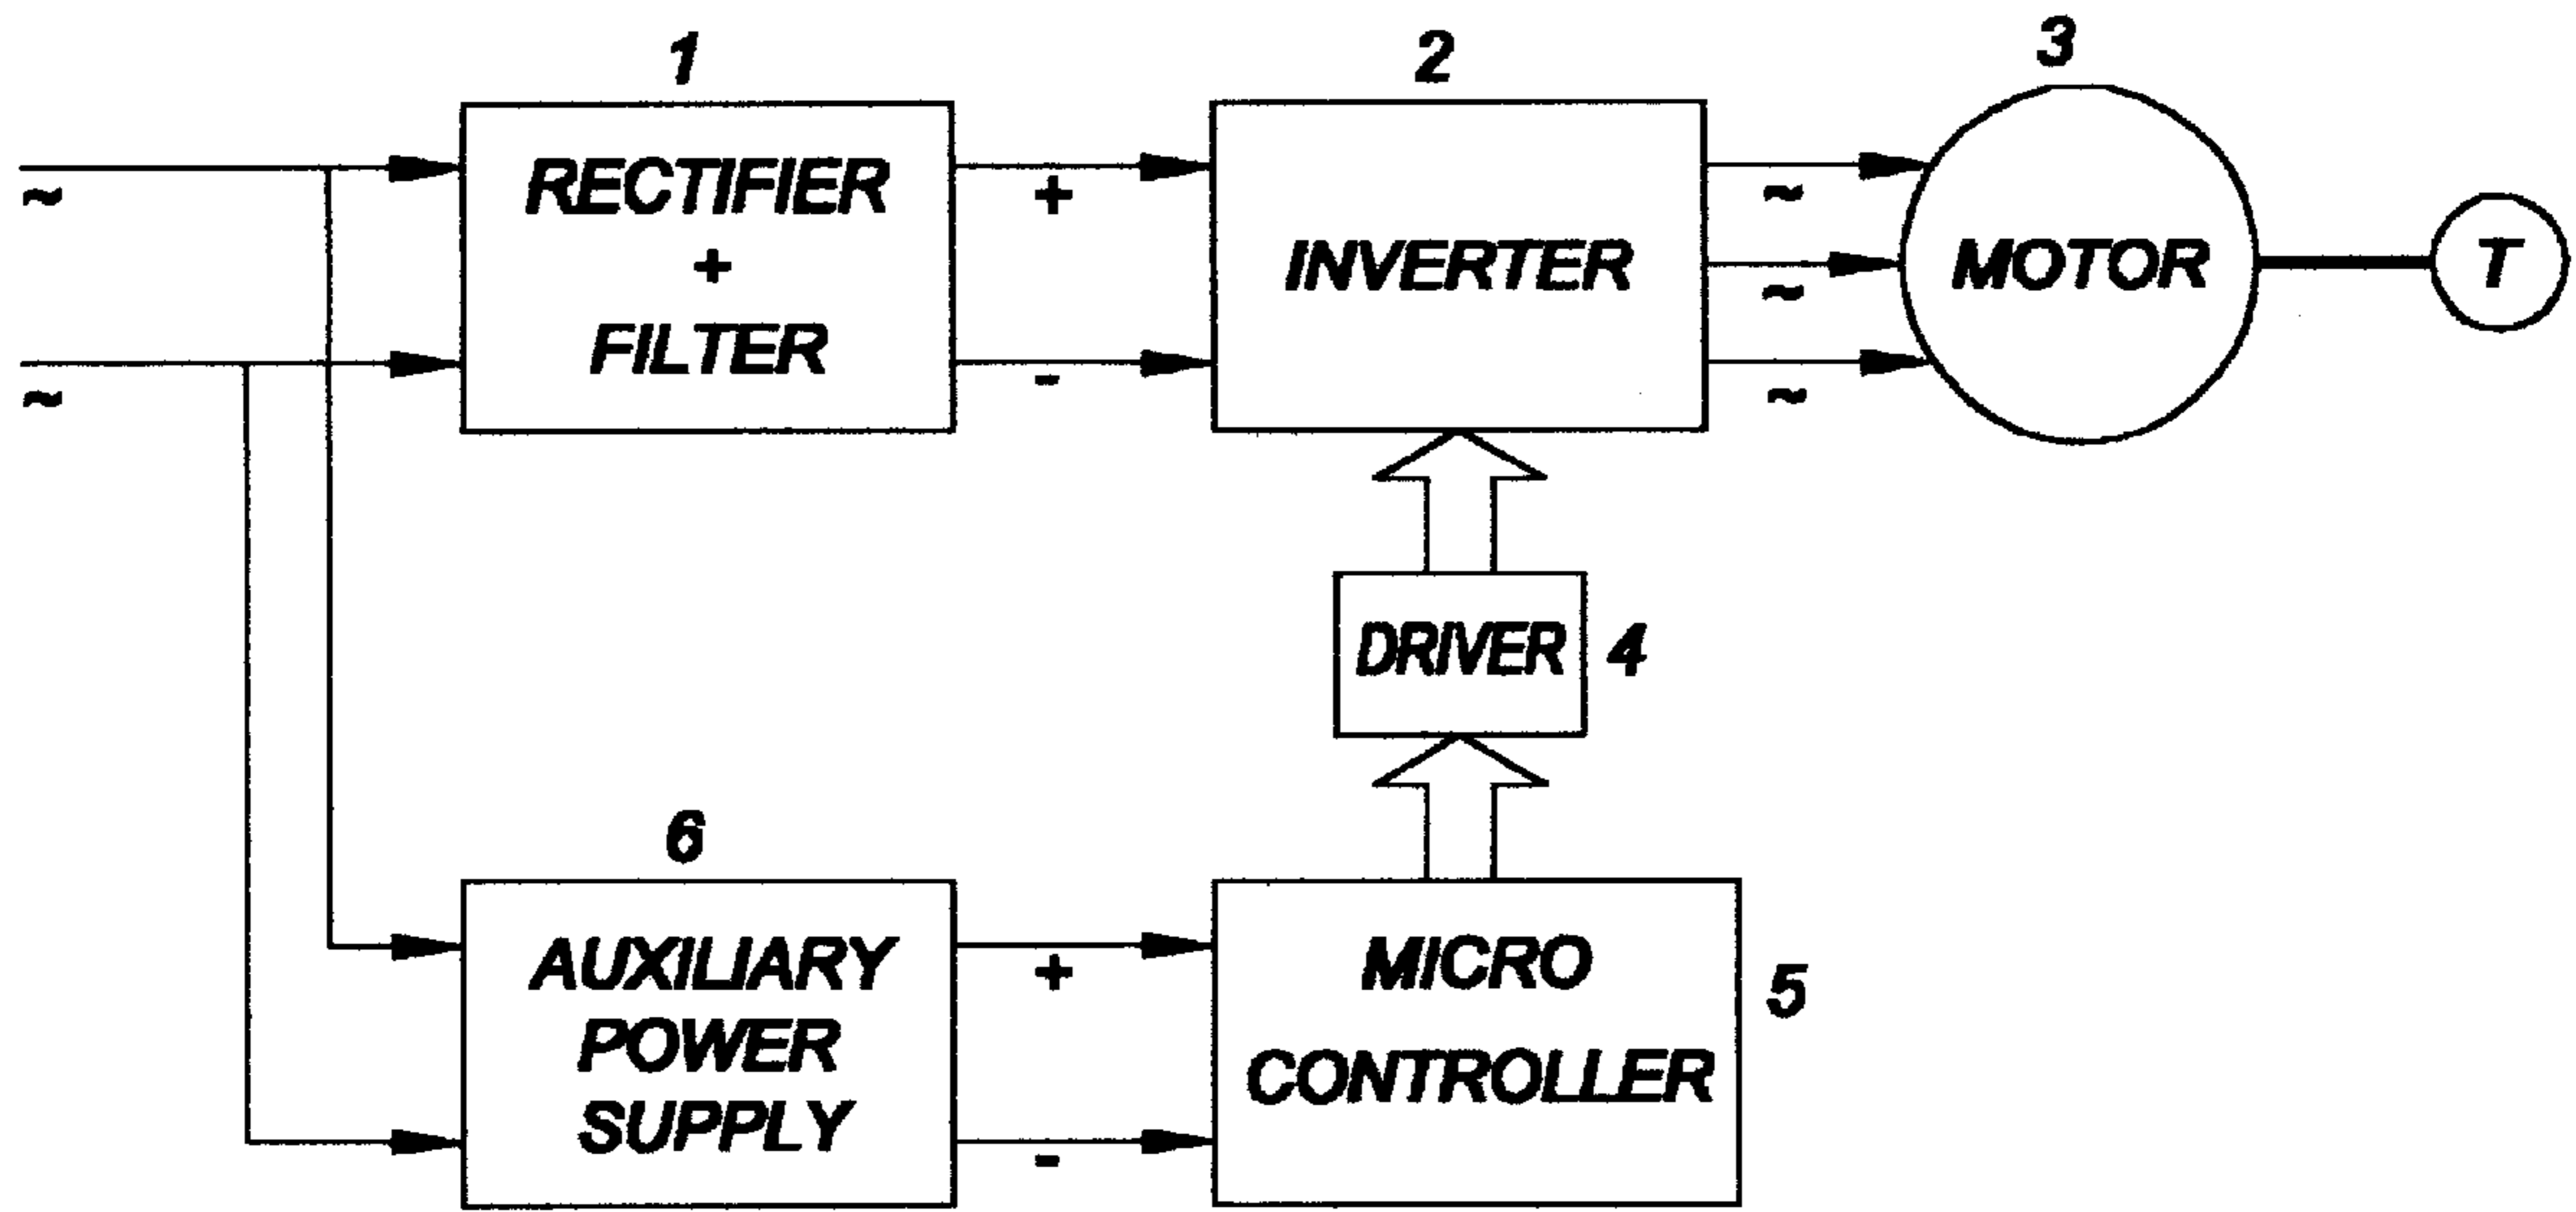 1
2
3
RECTIFIER
+
FILTER
INVERTER
MOTOR
T
~
~
+
-
~
~
~
DRIVER
4
6
AUXILIARY
POWER
SUPPLY
+
-
MICRO
CONTROLLER
5